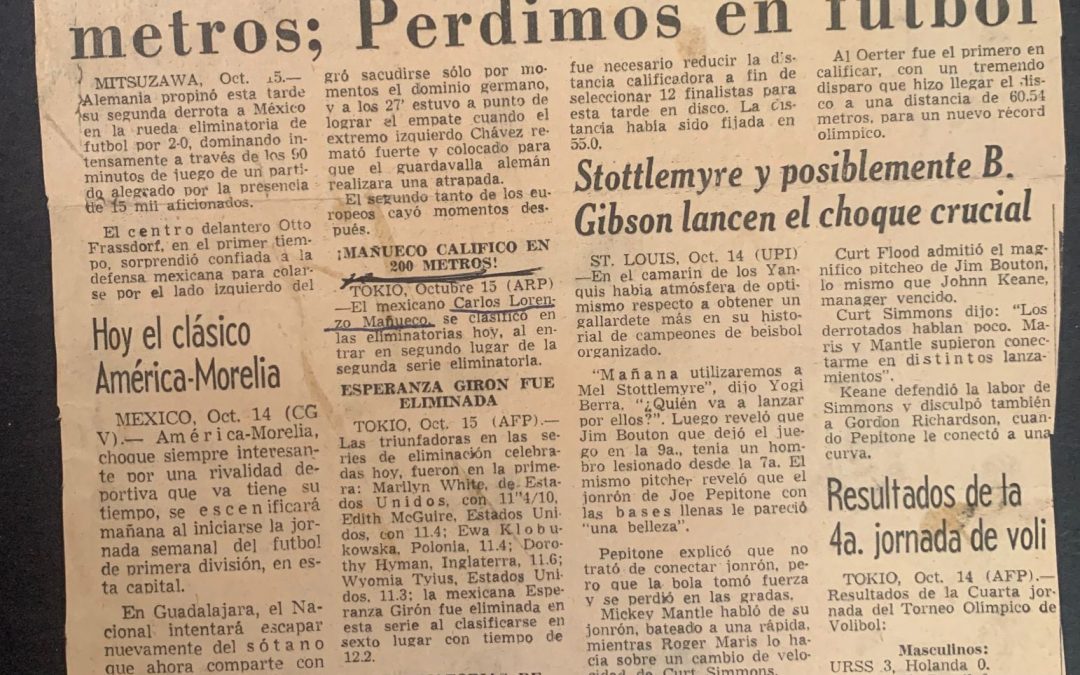 metros; Perdimos en futbol
MITSUZAWA, Oct. 15.—
Alemania propinó esta tarde
su segunda derrota a México
en la rueda eliminatoria de
futbol por 2-0, dominando in-
tensamente a través de los 90
minutos de juego de un parti-
do alegrado por la presencia
de 15 mil aficionados.
El centro delantero Otto
Frassdorf, en el primer tiem-
po, sorprendió confiada a la
defensa mexicana para colar-
se por el lado izquierdo del
Hoy el clásico
América-Morelia
MEXICO, Oct. 14 (CG
V).— América-Morelia,
choque siempre interesan-
te por una rivalidad de-
portiva que va tiene su
tiempo, se escenificará
mañana al iniciarse la jor-
nada semanal del futbol
de primera división, en es-
ta capital.
En Guadalajara, el Na-
cional intentará escapar
nuevamente del sótano
que ahora comparte con
gró sacudirse sólo por mo-
mentos el dominio germano,
y a los 27' estuvo a punto de
lograr el empate cuando el
extremo izquierdo Chávez re-
mató fuerte y colocado para
que el guardavalla alemán
realizara una atrapada.
El segundo tanto de los eu-
ropeos cayó momentos des-
pués.
¡MAÑUECO CALIFICO EN
200 METROS!
TOKIO, Octubre 15 (ARP)
—El mexicano Carlos Loren-
zo Mañueco, se clasificó en
las eliminatorias hoy, al en-
trar en segundo lugar de la
segunda serie eliminatoria.
ESPERANZA GIRON FUE
ELIMINADA
TOKIO, Oct. 15 (AFP).—
Las triunfadoras en las se-
ries de eliminación celebra-
das hoy, fueron en la prime-
ra: Marilyn White, de Esta-
dos Unidos, con 11"4/10,
Edith McGuire, Estados Uni-
dos, con 11.4; Ewa Klobu-
kowska, Polonia, 11.4; Doro-
thy Hyman, Inglaterra, 11.6;
Wyomia Tyius, Estados Uni-
dos, 11.3; la mexicana Espe-
ranza Girón fue eliminada en
esta serie al clasificarse en
sexto lugar con tiempo de
12.2.
fue necesario reducir la dis-
tancia calificadora a fin de
seleccionar 12 finalistas para
esta tarde en disco. La dis-
tancia había sido fijada en
55.0.
Al Oerter fue el primero en
calificar, con un tremendo
disparo que hizo llegar el dis-
co a una distancia de 60.54
metros, para un nuevo récord
olímpico.
Stottlemyre y posiblemente B.
Gibson lancen el choque crucial
ST. LOUIS, Oct. 14 (UPI)
—En el camarín de los Yan-
quis había atmósfera de opti-
mismo respecto a obtener un
gallardete más en su histo-
rial de campeones de beisbol
organizado.
"Mañana utilizaremos a
Mel Stottlemyre", dijo Yogi
Berra. "¿Quién va a lanzar
por ellos?". Luego reveló que
Jim Bouton que dejó el jue-
go en la 9a., tenia un hom-
bro lesionado desde la 7a. El
mismo pitcher reveló que el
jonrón de Joe Pepitone con
las bases llenas le pareció
"una belleza".
Pepitone explicó que no
trató de conectar jonrón, pe-
ro que la bola tomó fuerza
y se perdió en las gradas.
Mickey Mantle habló de su
jonrón, bateado a una rápida,
mientras Roger Maris lo ha-
cía sobre un cambio de velo-
cidad de Curt Simmons.
Curt Flood admitió el mag-
nífico pitcheo de Jim Bouton,
lo mismo que Johnn Keane,
manager vencido.
Curt Simmons dijo: "Los
derrotados hablan poco. Ma-
ris y Mantle supieron conec-
tarme en distintos lanza-
mientos".
Keane defendió la labor de
Simmons y disculpó también
a Gordon Richardson, cuan-
do Pepitone le conectó a una
curva.
Resultados de la
4a. jornada de voli
TOKIO, Oct. 14 (AFP).—
Resultados de la Cuarta jor-
nada del Torneo Olímpico de
Volibol:
Masculinos:
URSS 3, Holanda 0.